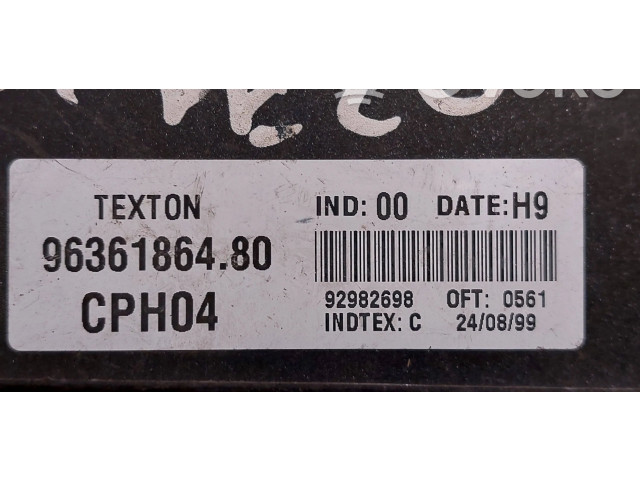 TEXTON IND: 00 DATE: H9
96361864.80
CPH04
92982698 OFT: 0561
INDTEX: C 24/08/99